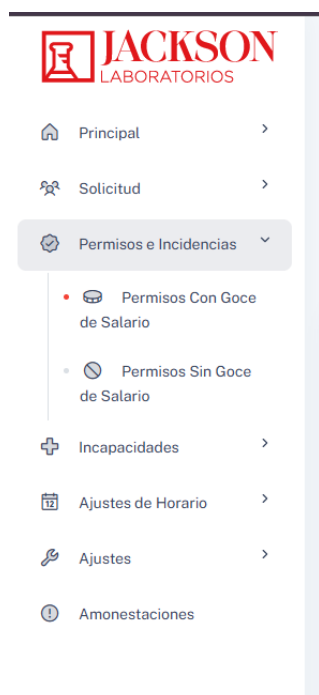 JACKSON
LABORATORIOS
Principal
Solicitud
Permisos e Incidencias
Permisos Con Goce
de Salario
Permisos Sin Goce
de Salario
Incapacidades
12
Ajustes de Horario
Ajustes
Amonestaciones